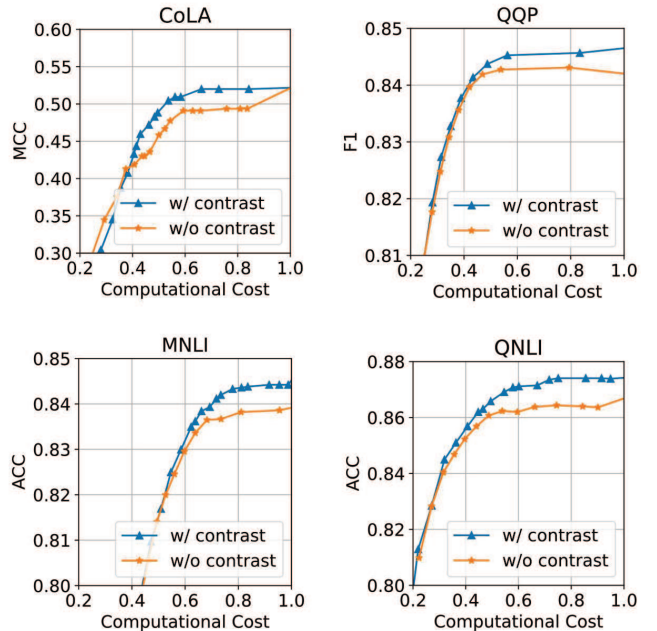 CoLA
0.60
0.55
0.50
0.45
0.40
0.35
0.30
MCC
w/ contrast
w/o contrast
0.2 0.4 0.6 0.8 1.0
Computational Cost
QQP
0.85
0.84
0.83
0.82
0.81
F1
w/ contrast
w/o contrast
0.2 0.4 0.6 0.8 1.0
Computational Cost
MNLI
0.85
0.84
0.83
0.82
0.81
0.80
ACC
w/ contrast
w/o contrast
0.2 0.4 0.6 0.8 1.0
Computational Cost
QNLI
0.88
0.86
0.84
0.82
0.80
ACC
w/ contrast
w/o contrast
0.2 0.4 0.6 0.8 1.0
Computational Cost